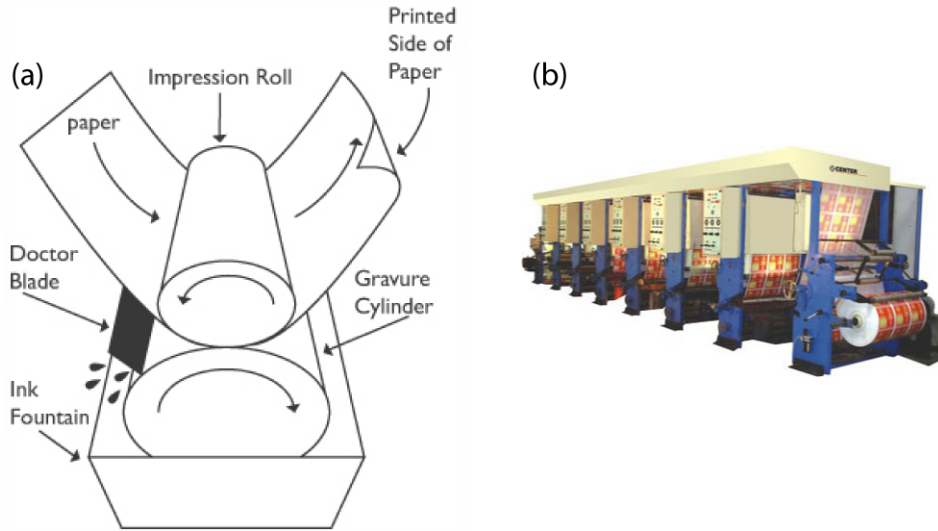 (a)
Impression Roll
Printed
Side of
Paper
paper
Doctor
Blade
Gravure
Cylinder
Ink
Fountain
(b)
CENTER